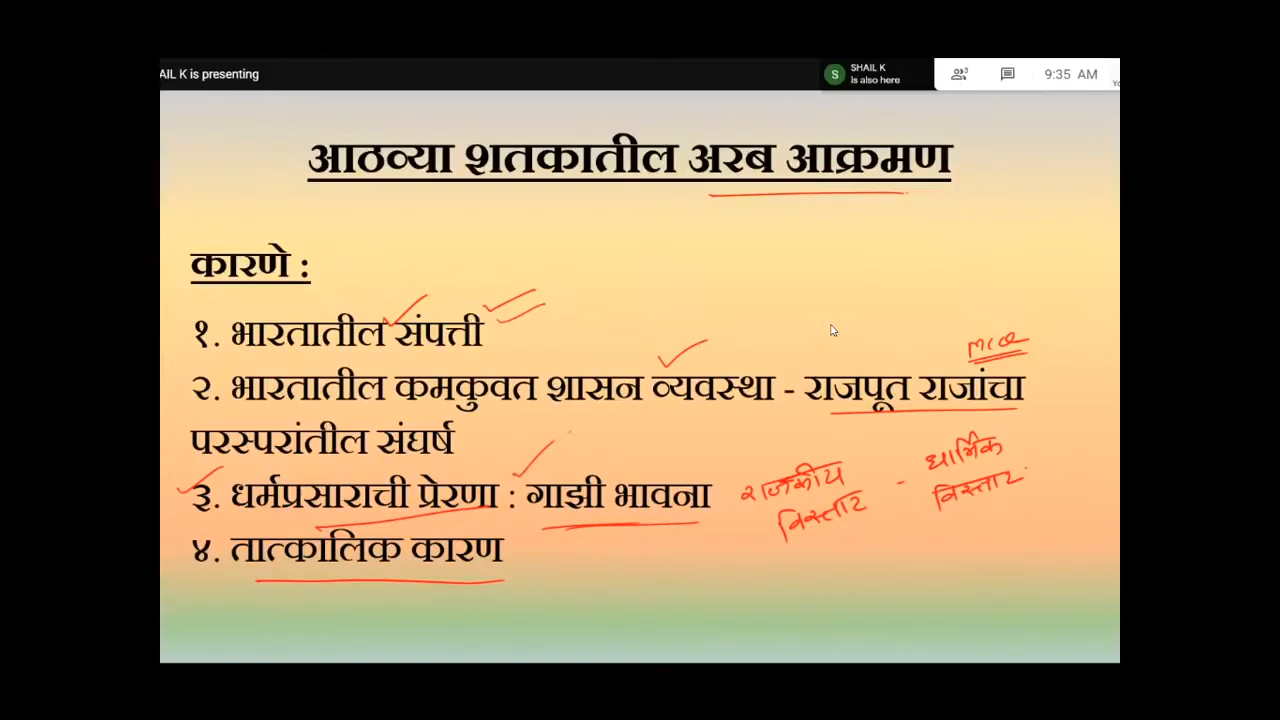 AIL K is presenting
SHAIL K
is also here
3
9:35 AM
आठव्या शतकातील अरब आक्रमण
कारणे :
१. भारतातील संपत्ती
MCQ
२. भारतातील कमकुवत शासन व्यवस्था - राजपूत राजांचा
परस्परांतील संघर्ष
३. धर्मप्रसाराची प्रेरणा : गाझी भावना
राजकीय - धार्मिक
विस्तार विस्तार
४. तात्कालिक कारण